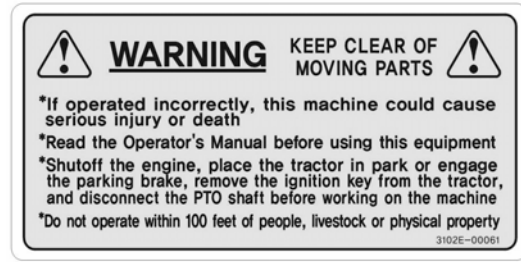 WARNING
KEEP CLEAR OF
MOVING PARTS
*If operated incorrectly, this machine could cause
serious injury or death
*Read the Operator's Manual before using this equipment
*Shutoff the engine, place the tractor in park or engage
the parking brake, remove the ignition key from the tractor,
and disconnect the PTO shaft before working on the machine
*Do not operate within 100 feet of people, livestock or physical property
3102E-00061